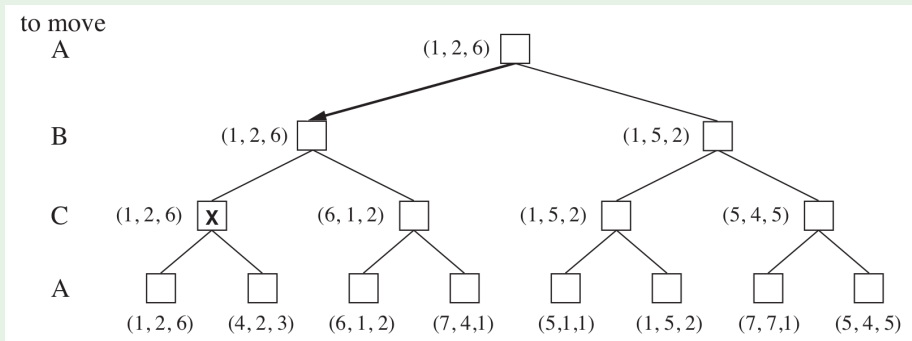 to move
A (1, 2, 6)
B (1, 2, 6) (1, 5, 2)
C (1, 2, 6) X (6, 1, 2) (1, 5, 2) (5, 4, 5)
A
(1, 2, 6) (4, 2, 3) (6, 1, 2) (7, 4,1) (5,1,1) (1, 5, 2) (7, 7,1) (5, 4, 5)